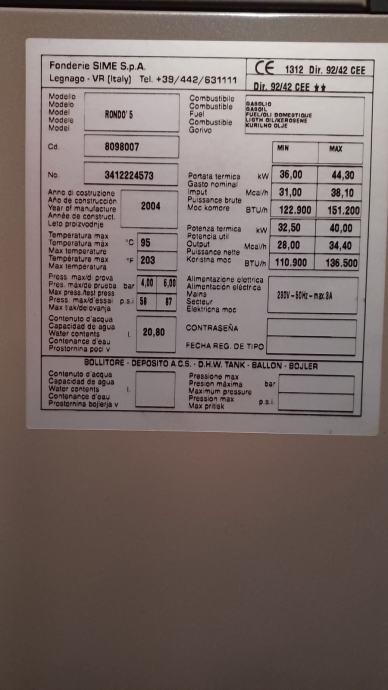 Fonderie SIME S.p.A.
Legnago - VR (Italy) Tel. +39/442/631111
CE 1312 Dir. 92/42 CEE
Dir. 92/42 CEE ★★
Modello
Modelo
Model
Modele
Model
RONDO' 5
Combustibile
Combustible
Fuel
Combustible
Gorivo
GASOLIO
GASOIL
FUEL/OLI DOMESTIQUE
LIGTH OIL/KEROSENE
KURILNO OLJE
Cd. 8098007
No. 3412224573
MIN MAX
Portata termica
Gasto nominal
Imput
Puissance brute
Moc komore
kW 36,00 44,30
Mcal/h 31,00 38,10
BTU/h 122.900 151.200
Anno di costruzione
Año de construcción
Year of manufacture
Année de construct.
Leto proizvodnje
2004
Potenza termica
Potencia util
Output
Puissance nette
Koristna moc
kW 32,50 40,00
Mcal/h 28,00 34,40
BTU/h 110.900 136.500
Temperatura max
Temperatura máx
Max temperature
Température max
Max temperatura
°C 95
°F 203
Press max/d prova
Pres. máx/de prueba
Max press/test press
Press. max/d'essai
Max tlak/delovanja
bar 4,00 6,00
p.s.i. 58 87
Alimentazione elettrica
Alimentación eléctrica
Mains
Secteur
Elektricna moc
230V~50Hz~max.8A
Contenuto d'acqua
Capacidad de agua
Water contents
Contenance d'eau
Prostornina pooj v
l. 20,80
CONTRASEÑA
FECHA REG. DE TIPO
BOLLITORE - DEPOSITO A.C.S. - D.H.W. TANK - BALLON - BOJLER
Contenuto d'acqua
Capacidad de agua
Water contents
Contenance d'eau
Prostornina bojlerja v
l.
Pressione max
Presion máxima
Maximum pressure
Pression max
Max pritisk
bar
p.s.i.